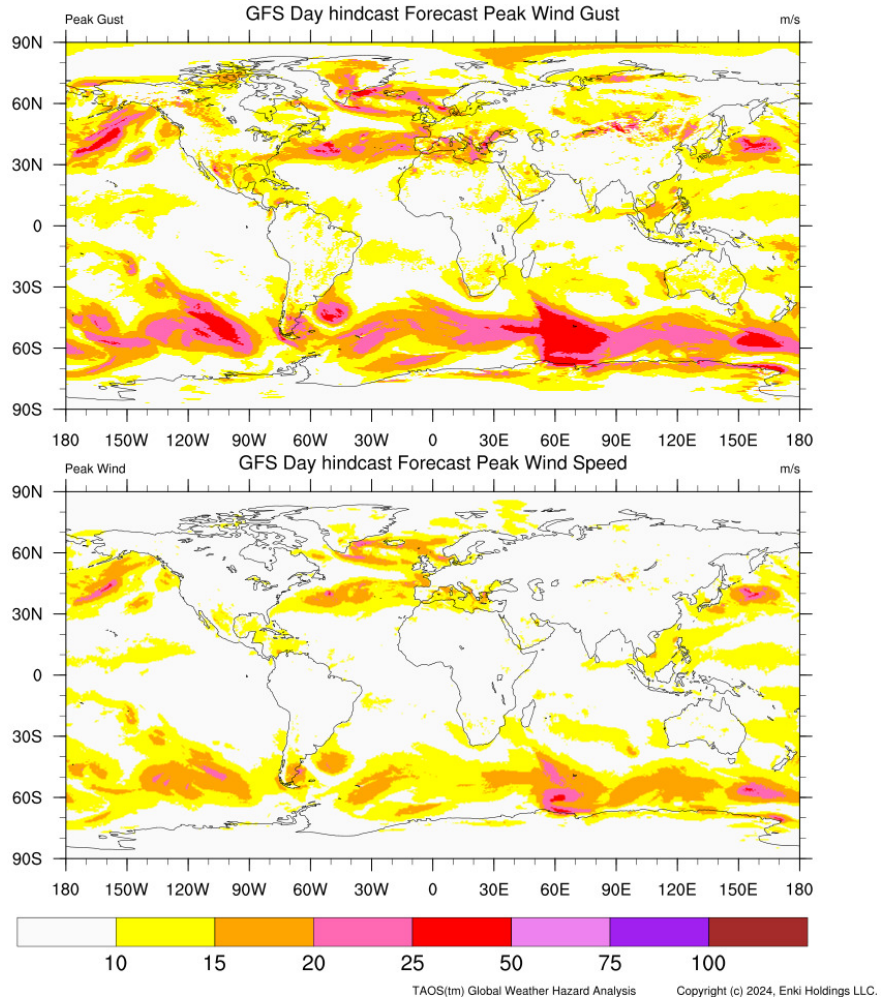 GFS Day hindcast Forecast Peak Wind Gust
Peak Gust m/s
90N
60N
30N
0
30S
60S
90S
180 150W 120W 90W 60W 30W 0 30E 60E 90E 120E 150E 180
GFS Day hindcast Forecast Peak Wind Speed
Peak Wind m/s
90N
60N
30N
0
30S
60S
90S
180 150W 120W 90W 60W 30W 0 30E 60E 90E 120E 150E 180
10 15 20 25 50 75 100
TAOS(tm) Global Weather Hazard Analysis Copyright (c) 2024, Enki Holdings LLC.